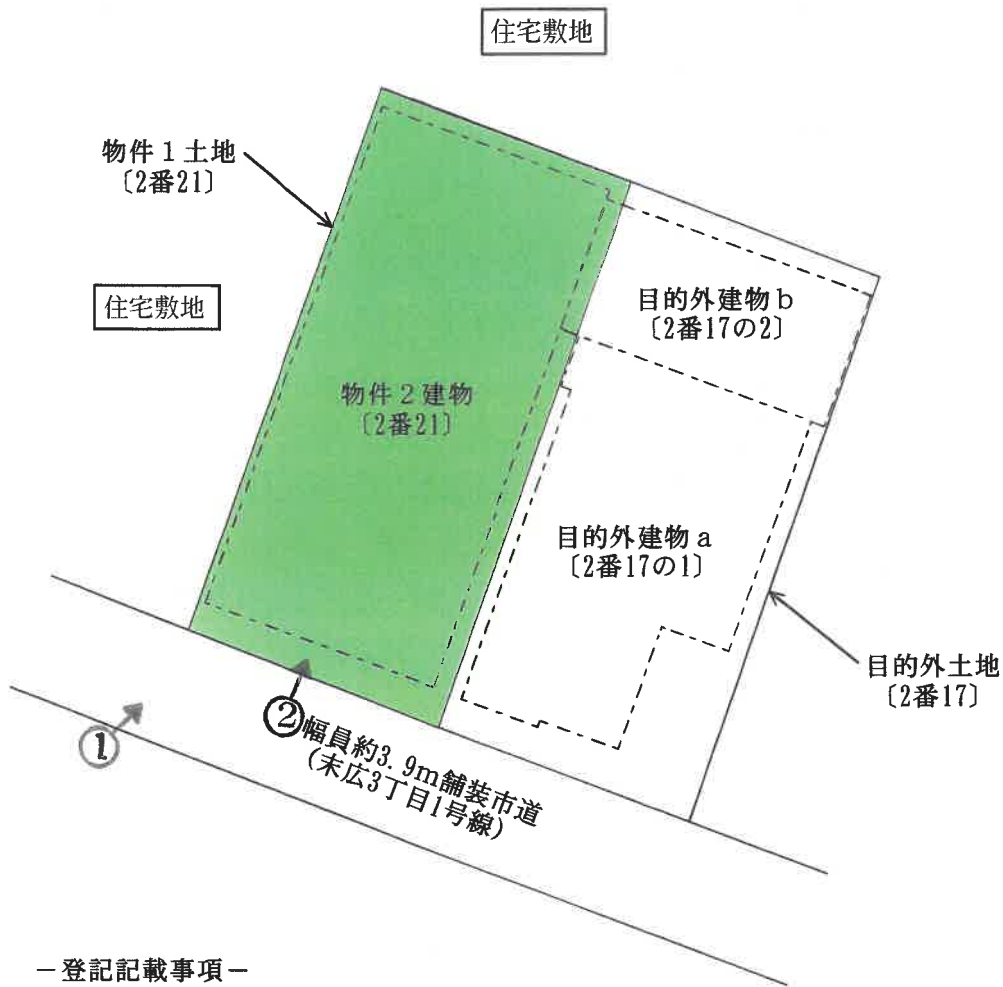 住宅敷地
物件1土地
〔2番21〕
住宅敷地
目的外建物b
〔2番17の2〕
物件2建物
〔2番21〕
目的外建物a
〔2番17の1〕
目的外土地
〔2番17〕
①
②
幅員約3.9m舗装市道
(末広3丁目1号線)
－登記記載事項－